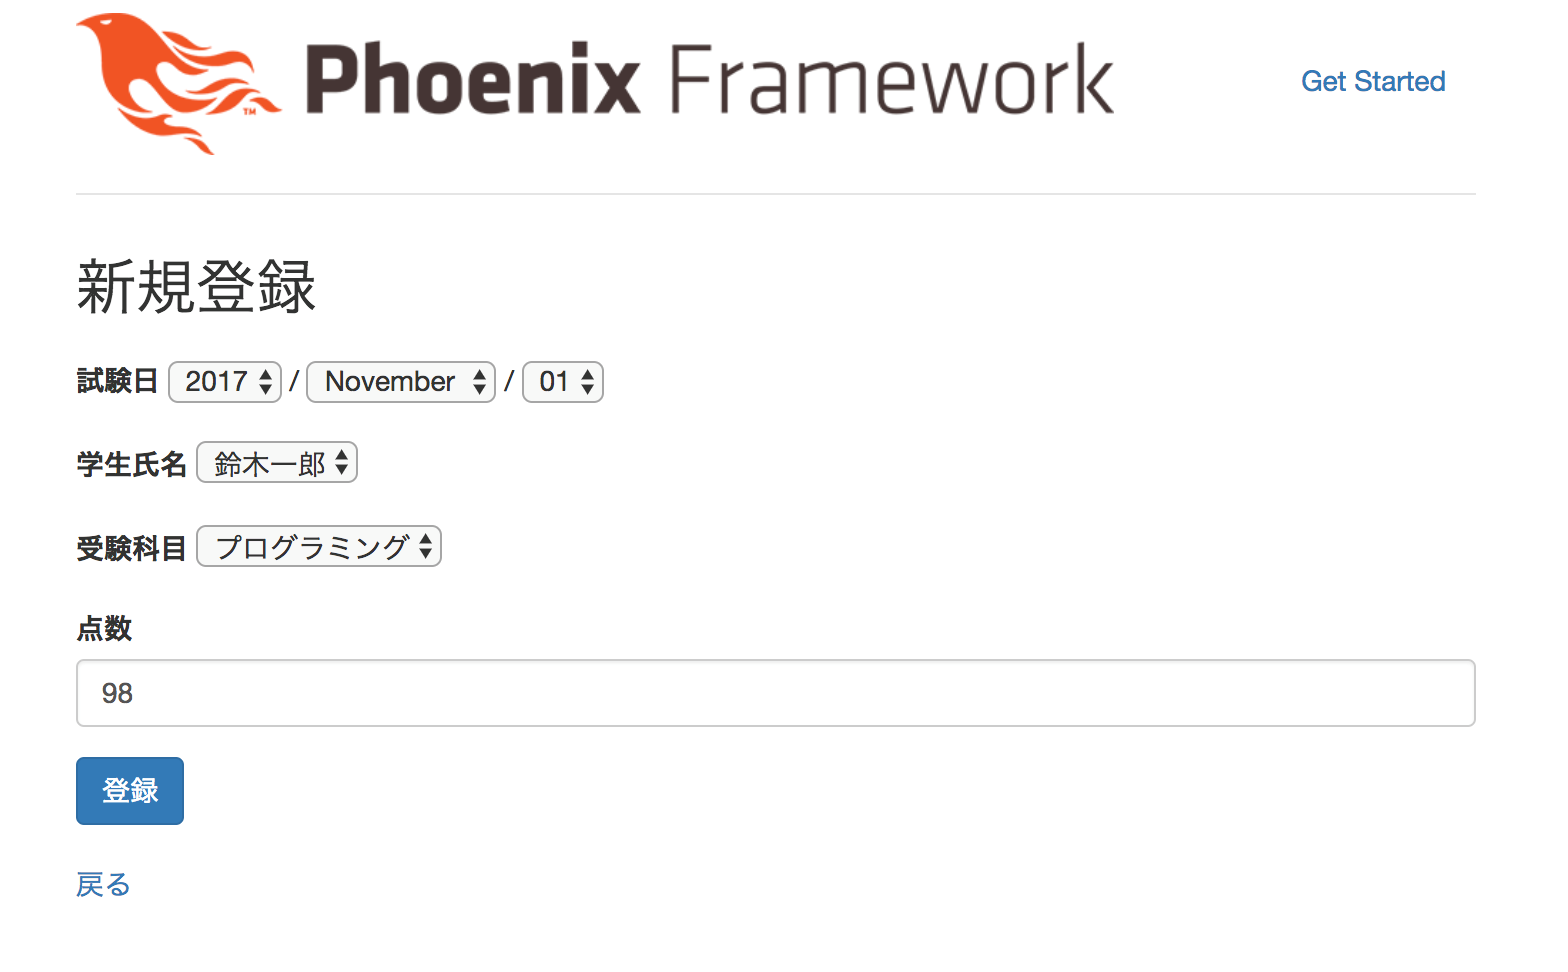 Phoenix Framework
Get Started
新規登録
試験日 2017 / November / 01
学生氏名 鈴木一郎
受験科目 プログラミング
点数
98
登録
戻る